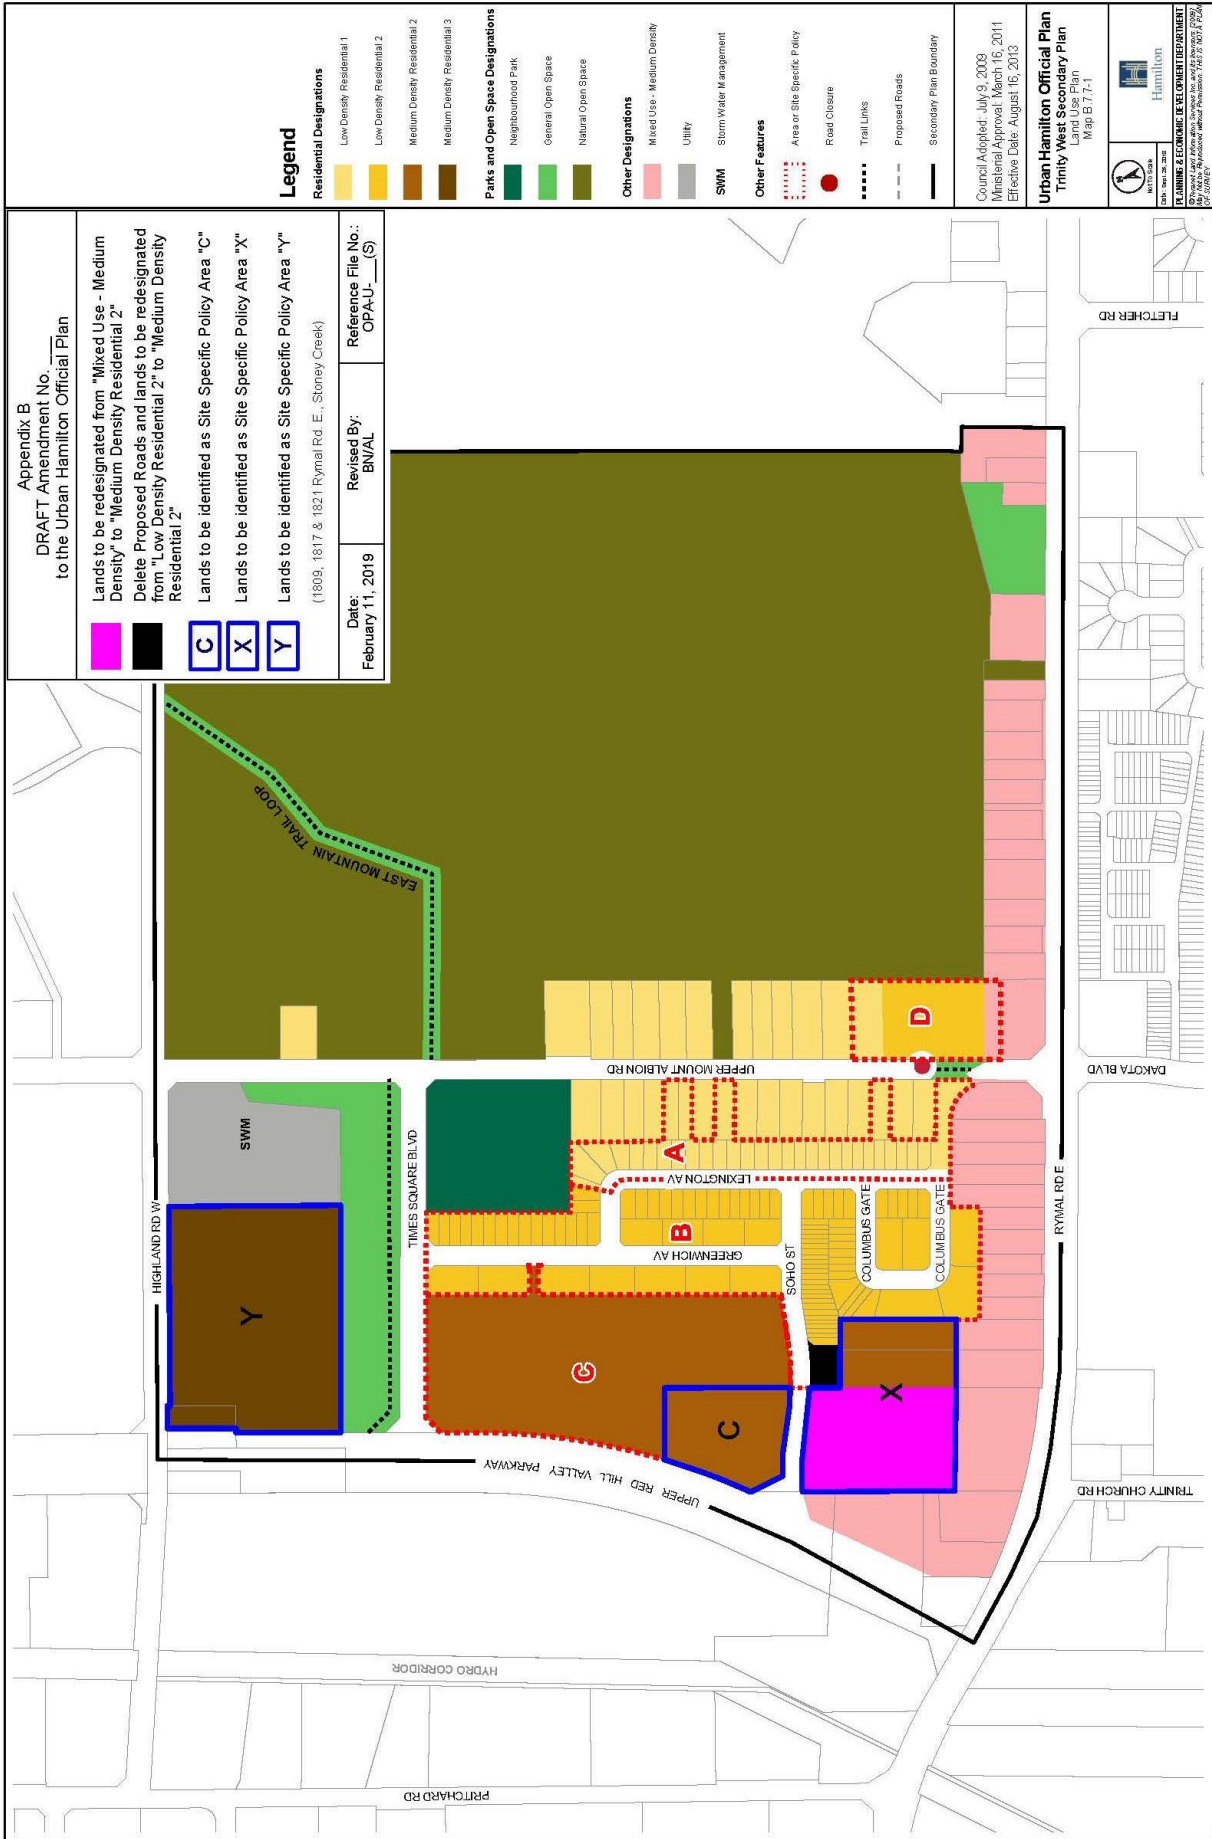 Appendix B
DRAFT Amendment No. ___
to the Urban Hamilton Official Plan
Lands to be redesignated from "Mixed Use - Medium
Density" to "Medium Density Residential 2"
Delete Proposed Roads and lands to be redesignated
from "Low Density Residential 2" to "Medium Density
Residential 2"
C
Lands to be identified as Site Specific Policy Area "C"
X
Lands to be identified as Site Specific Policy Area "X"
Y
Lands to be identified as Site Specific Policy Area "Y"
(1809, 1817 & 1821 Rymal Rd. E., Stoney Creek)
Date:
February 11, 2019
Revised By:
BN/AL
Reference File No.:
OPA-U-___(S)
Legend
Residential Designations
Low Density Residential 1
Low Density Residential 2
Medium Density Residential 2
Medium Density Residential 3
Parks and Open Space Designations
Neighbourhood Park
General Open Space
Natural Open Space
Other Designations
Mixed Use - Medium Density
Utility
SWM
Storm Water Management
Other Features
Area or Site Specific Policy
Road Closure
Trail Links
Proposed Roads
Secondary Plan Boundary
Council Adopted: July 9, 2009
Ministerial Approval: March 16, 2011
Effective Date: August 16, 2013
Urban Hamilton Official Plan
Trinity West Secondary Plan
Land Use Plan
Map B.7.7-1
Not to Scale
Hamilton
PLANNING & ECONOMIC DEVELOPMENT DEPARTMENT
HIGHLAND RD W
SWM
Y
EAST MOUNTAIN TRAIL LOOP
TIMES SQUARE BLVD
UPPER MOUNT ALBION RD
A
LEXINGTON AV
B
GREENWICH AV
SOHO ST
COLUMBUS GATE
COLUMBUS GATE
C
C
X
D
UPPER RED HILL VALLEY PARKWAY
RYMAL RD E
DAKOTA BLVD
FLETCHER RD
TRINITY CHURCH RD
HYDRO CORRIDOR
PRITCHARD RD